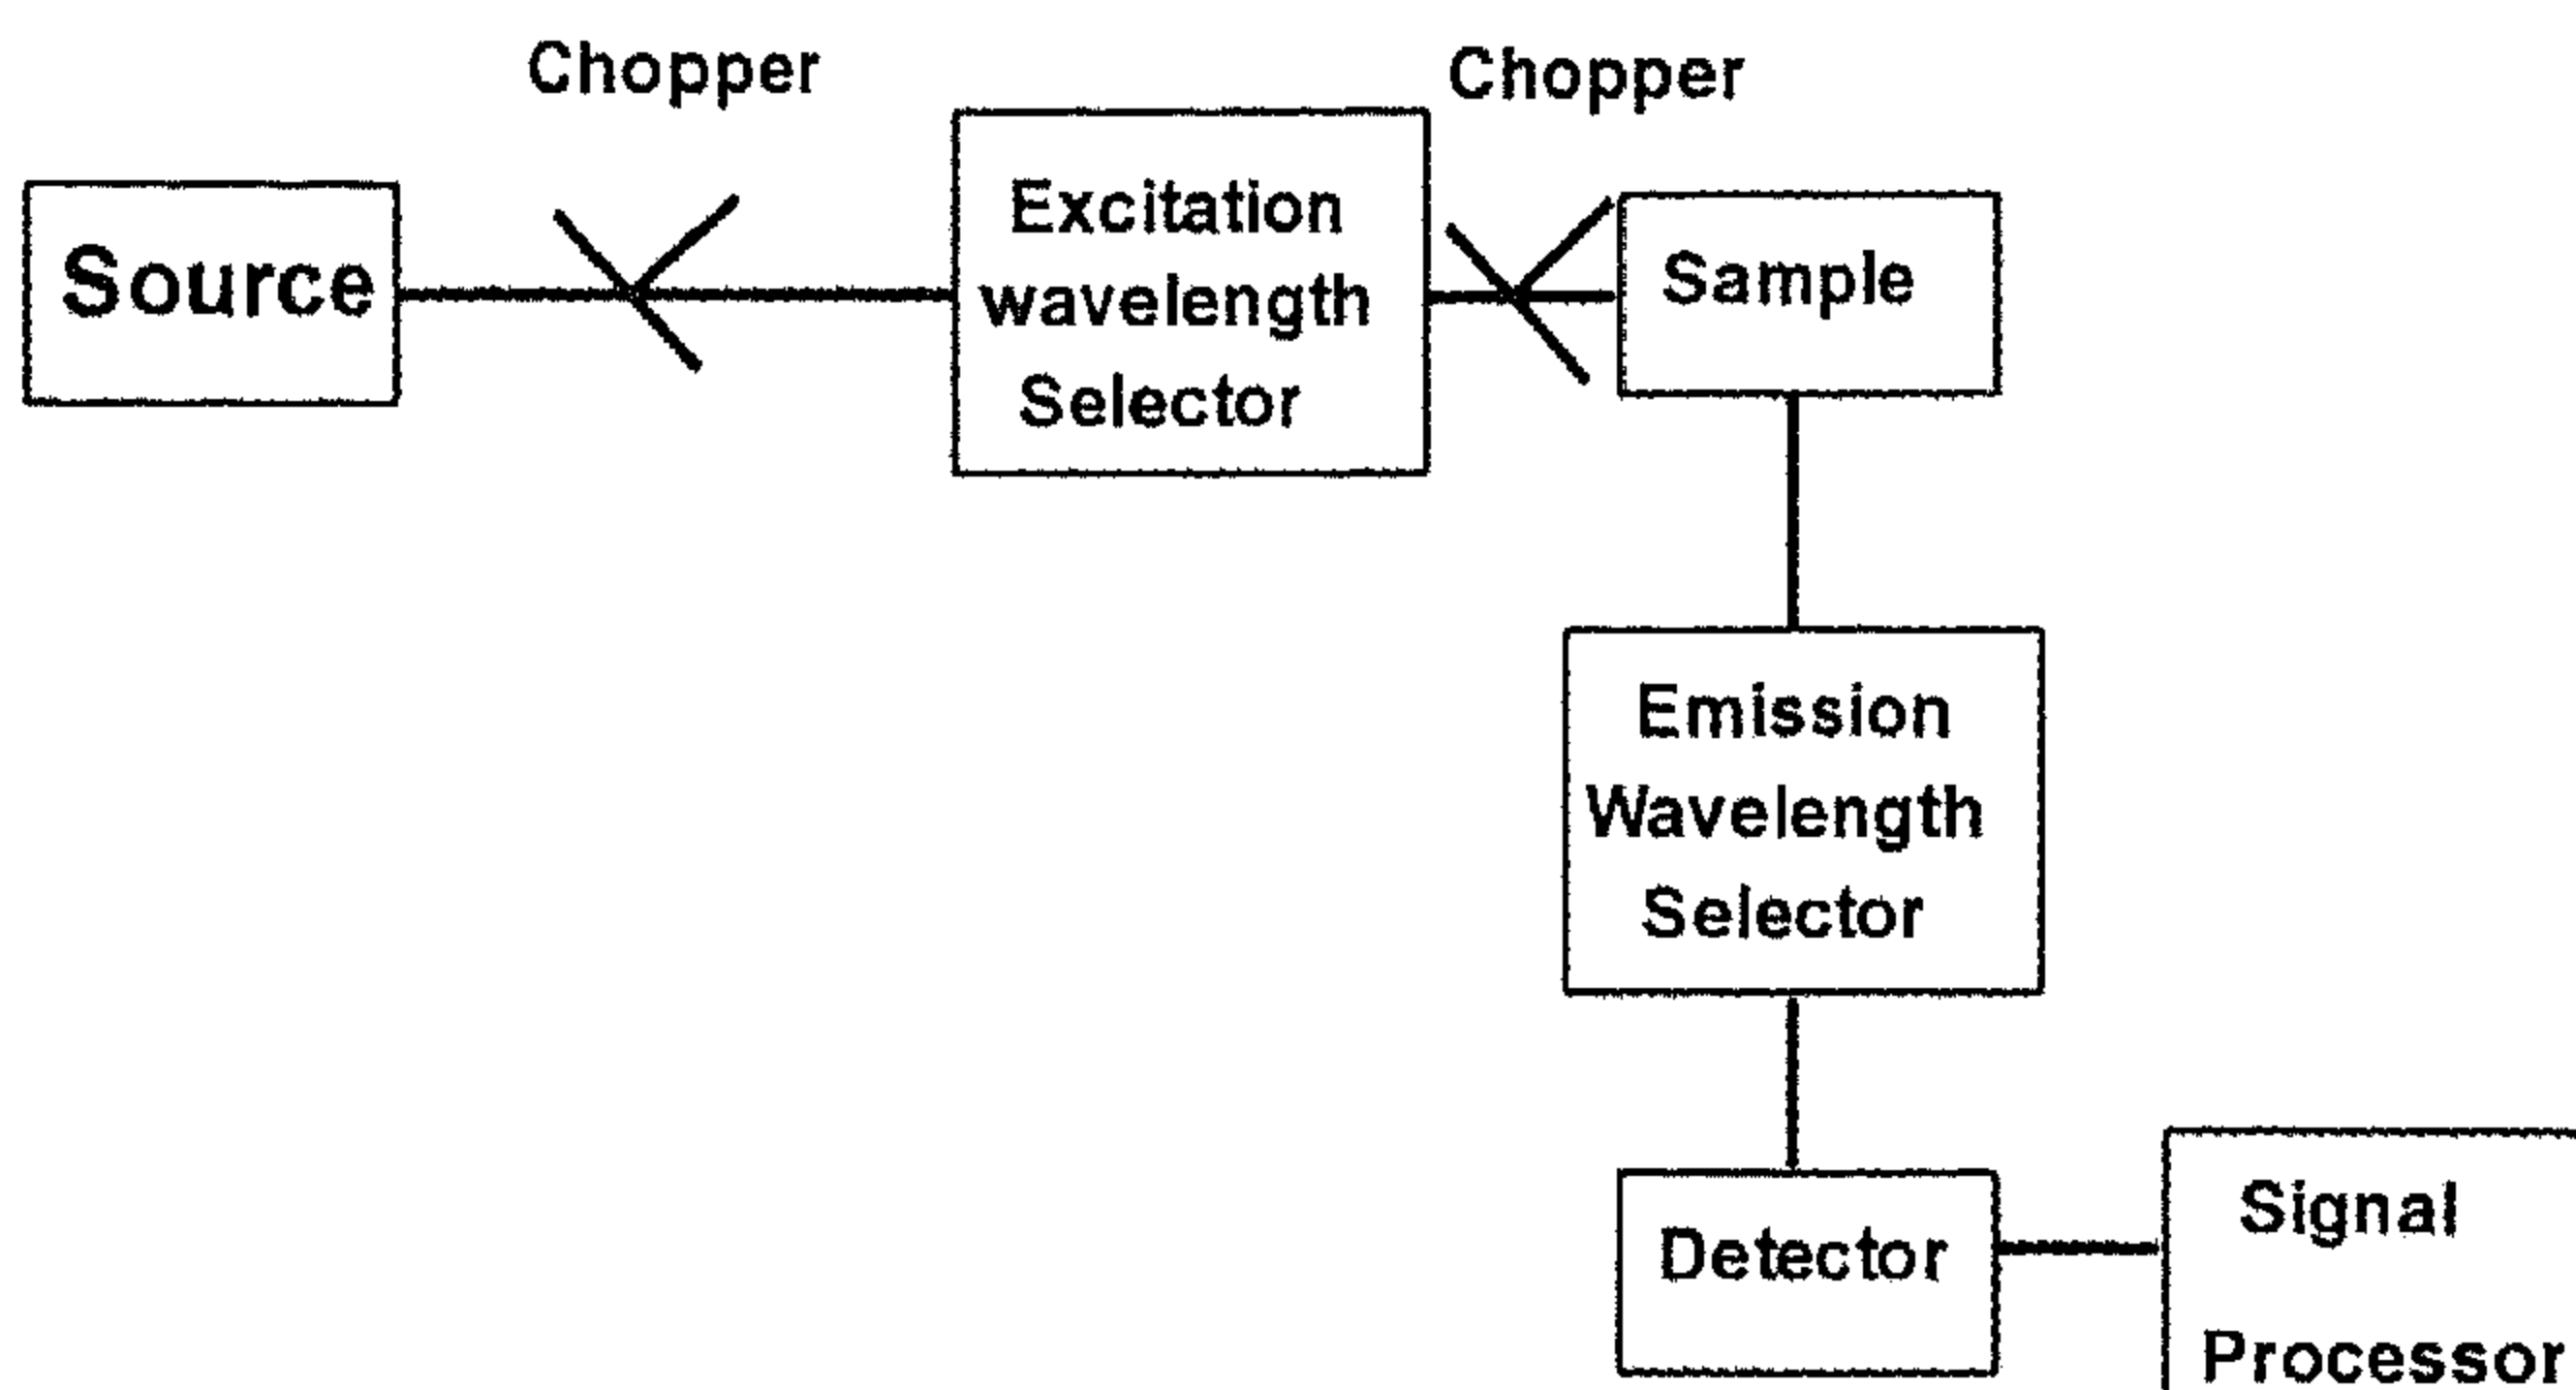 Chopper
Chopper
Source
Excitation
wavelength
Selector
Sample
Emission
Wavelength
Selector
Detector
Signal
Processor